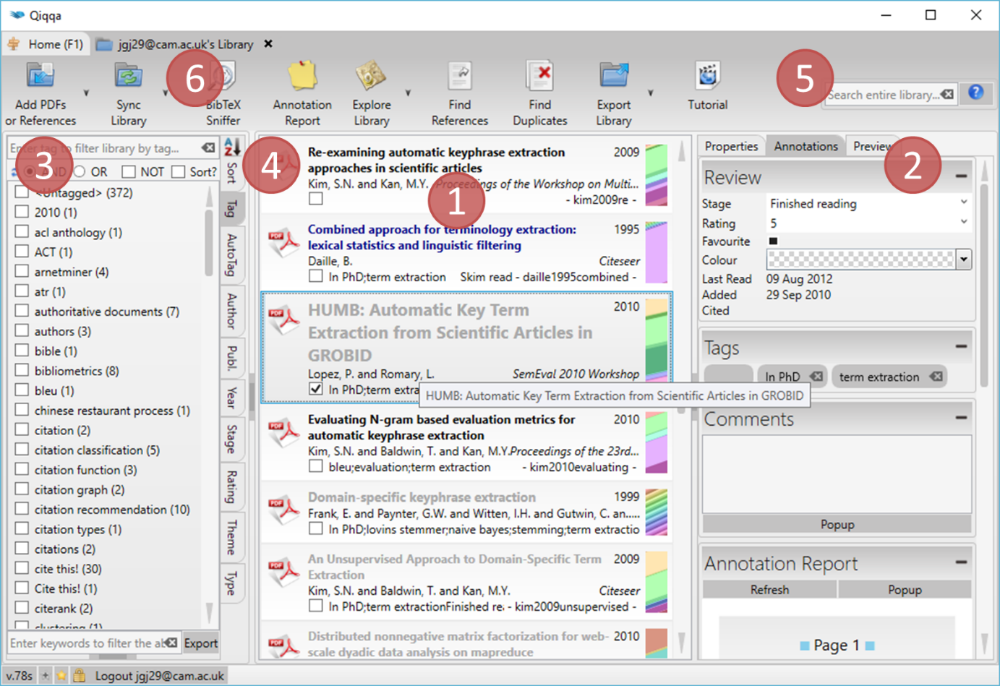 Qiqqa
Home (F1)
jgj29@cam.ac.uk's Library
Add PDFs
or References
Sync
Library
6
BibTeX
Sniffer
Annotation
Report
Explore
Library
Find
References
Find
Duplicates
Export
Library
Tutorial
5
Search entire library...
?
Enter tag to filter library by tag...
3
AND
OR
NOT
Sort?
<Untagged> (372)
2010 (1)
acl anthology (1)
ACT (1)
arnetminer (4)
atr (1)
authoritative documents (7)
authors (3)
bible (1)
bibliometrics (8)
bleu (1)
chinese restaurant process (1)
citation (2)
citation classification (5)
citation function (3)
citation graph (2)
citation recommendation (10)
citation types (1)
citations (2)
cite this! (30)
Cite this! (1)
citerank (2)
clustering (1)
Enter keywords to filter the
Export
AZ
Sort
Tag
AutoTag
Author
Publ.
Year
Stage
Rating
Theme
Type
4
1
Re-examining automatic keyphrase extraction 2009
approaches in scientific articles
Kim, S.N. and Kan, M.Y. Proceedings of the Workshop on Multi...
- kim2009re -
PDF
Combined approach for terminology extraction: 1995
lexical statistics and linguistic filtering
Daille, B. Citeseer
In PhD;term extraction Skim read - daille1995combined -
PDF
HUMB: Automatic Key Term 2010
Extraction from Scientific Articles in
GROBID
Lopez, P. and Romary, L. SemEval 2010 Workshop
In PhD;term extra
HUMB: Automatic Key Term Extraction from Scientific Articles in GROBID
PDF
Evaluating N-gram based evaluation metrics for 2010
automatic keyphrase extraction
Kim, S.N. and Baldwin, T. and Kan, M.Y. Proceedings of the 23rd...
bleu;evaluation;term extraction - kim2010evaluating -
PDF
Domain-specific keyphrase extraction 1999
Frank, E. and Paynter, G.W. and Witten, I.H. and Gutwin, C. an.....
In PhD;lovins stemmer;naive bayes;stemming;term extractio
PDF
An Unsupervised Approach to Domain-Specific Term 2009
Extraction
Kim, S.N. and Baldwin, T. and Kan, M.Y. Citeseer
In PhD;term extractionFinished re. - kim2009unsupervised -
PDF
Distributed nonnegative matrix factorization for web- 2010
scale dyadic data analysis on mapreduce
Properties
Annotations
Preview
2
Review
Stage Finished reading
Rating 5
Favourite
Colour
Last Read 09 Aug 2012
Added 29 Sep 2010
Cited
Tags
In PhD
term extraction
Comments
Popup
Annotation Report
Refresh
Popup
Page 1
v.78s
Logout jgj29@cam.ac.uk